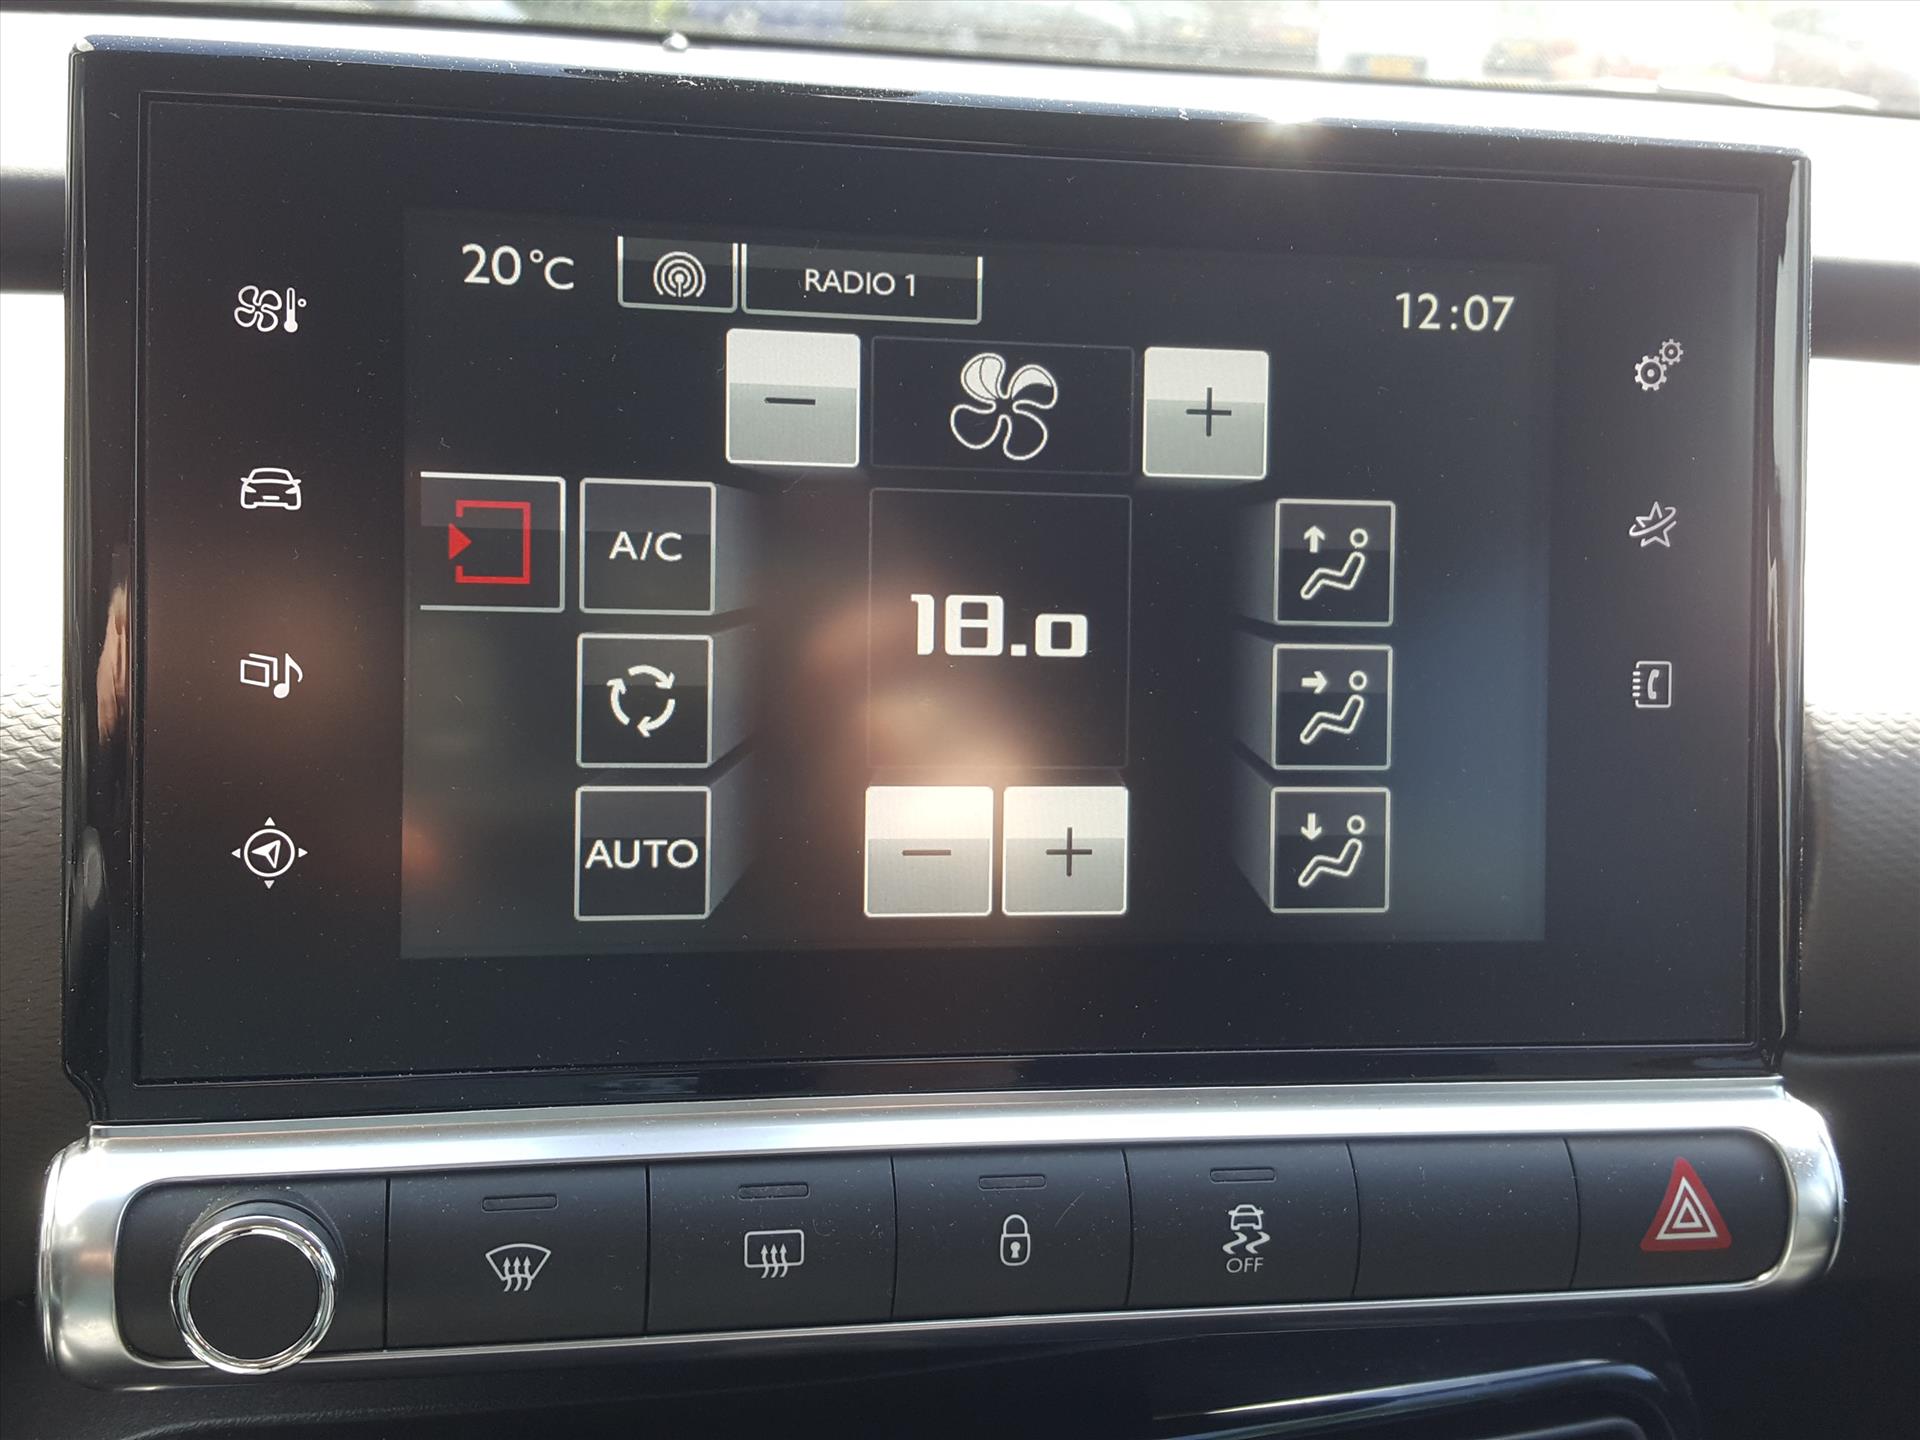 20°C
RADIO 1
12:07
−
+
A/C
18.0
AUTO
−
+
OFF